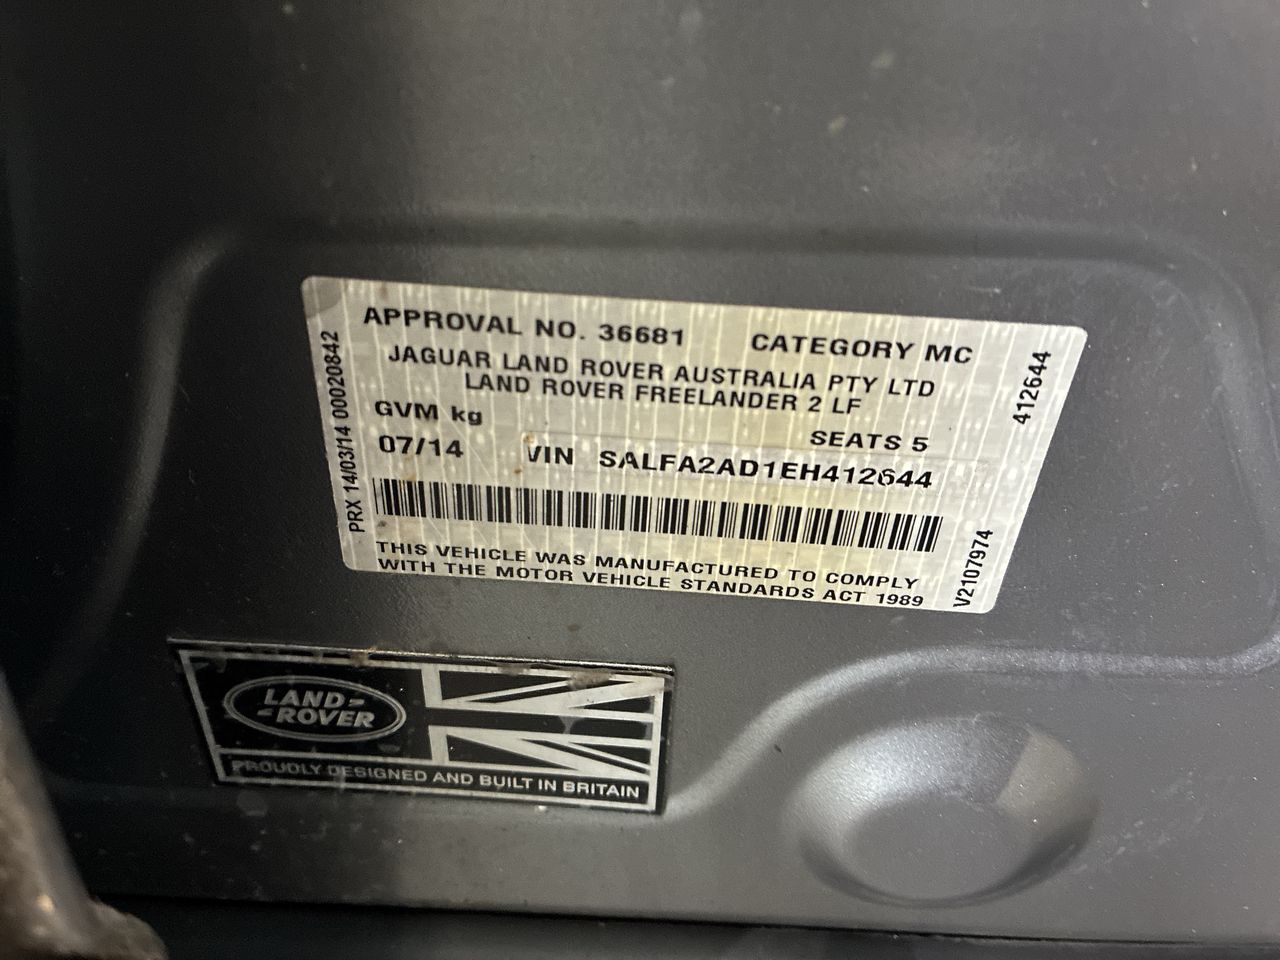 APPROVAL NO. 36681 CATEGORY MC
JAGUAR LAND ROVER AUSTRALIA PTY LTD
LAND ROVER FREELANDER 2 LF
GVM kg
SEATS 5
07/14 VIN SALFA2AD1EH412644
THIS VEHICLE WAS MANUFACTURED TO COMPLY
WITH THE MOTOR VEHICLE STANDARDS ACT 1989
PRX 14/03/14 00020842
412644
V2107974
LAND
ROVER
PROUDLY DESIGNED AND BUILT IN BRITAIN